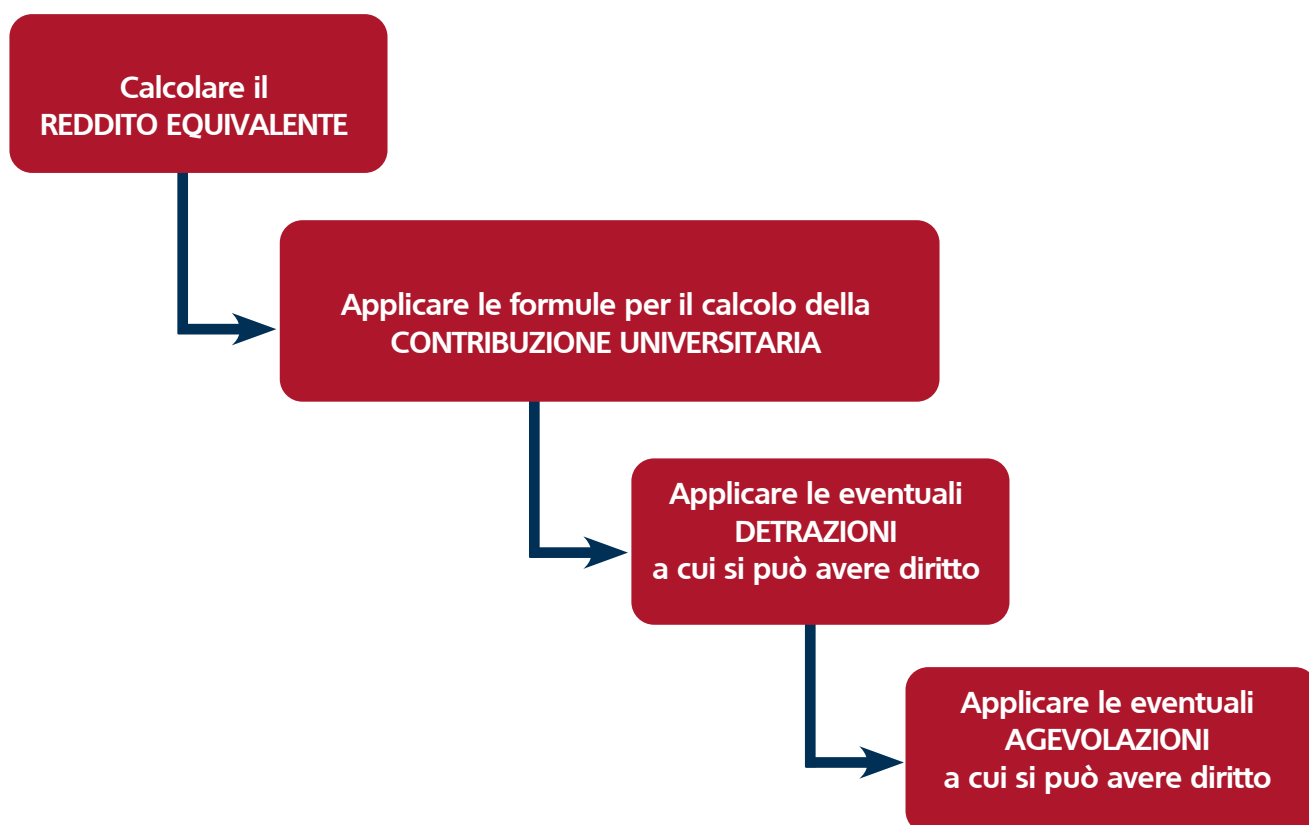 Calcolare il
REDDITO EQUIVALENTE
Applicare le formule per il calcolo della
CONTRIBUZIONE UNIVERSITARIA
Applicare le eventuali
DETRAZIONI
a cui si può avere diritto
Applicare le eventuali
AGEVOLAZIONI
a cui si può avere diritto